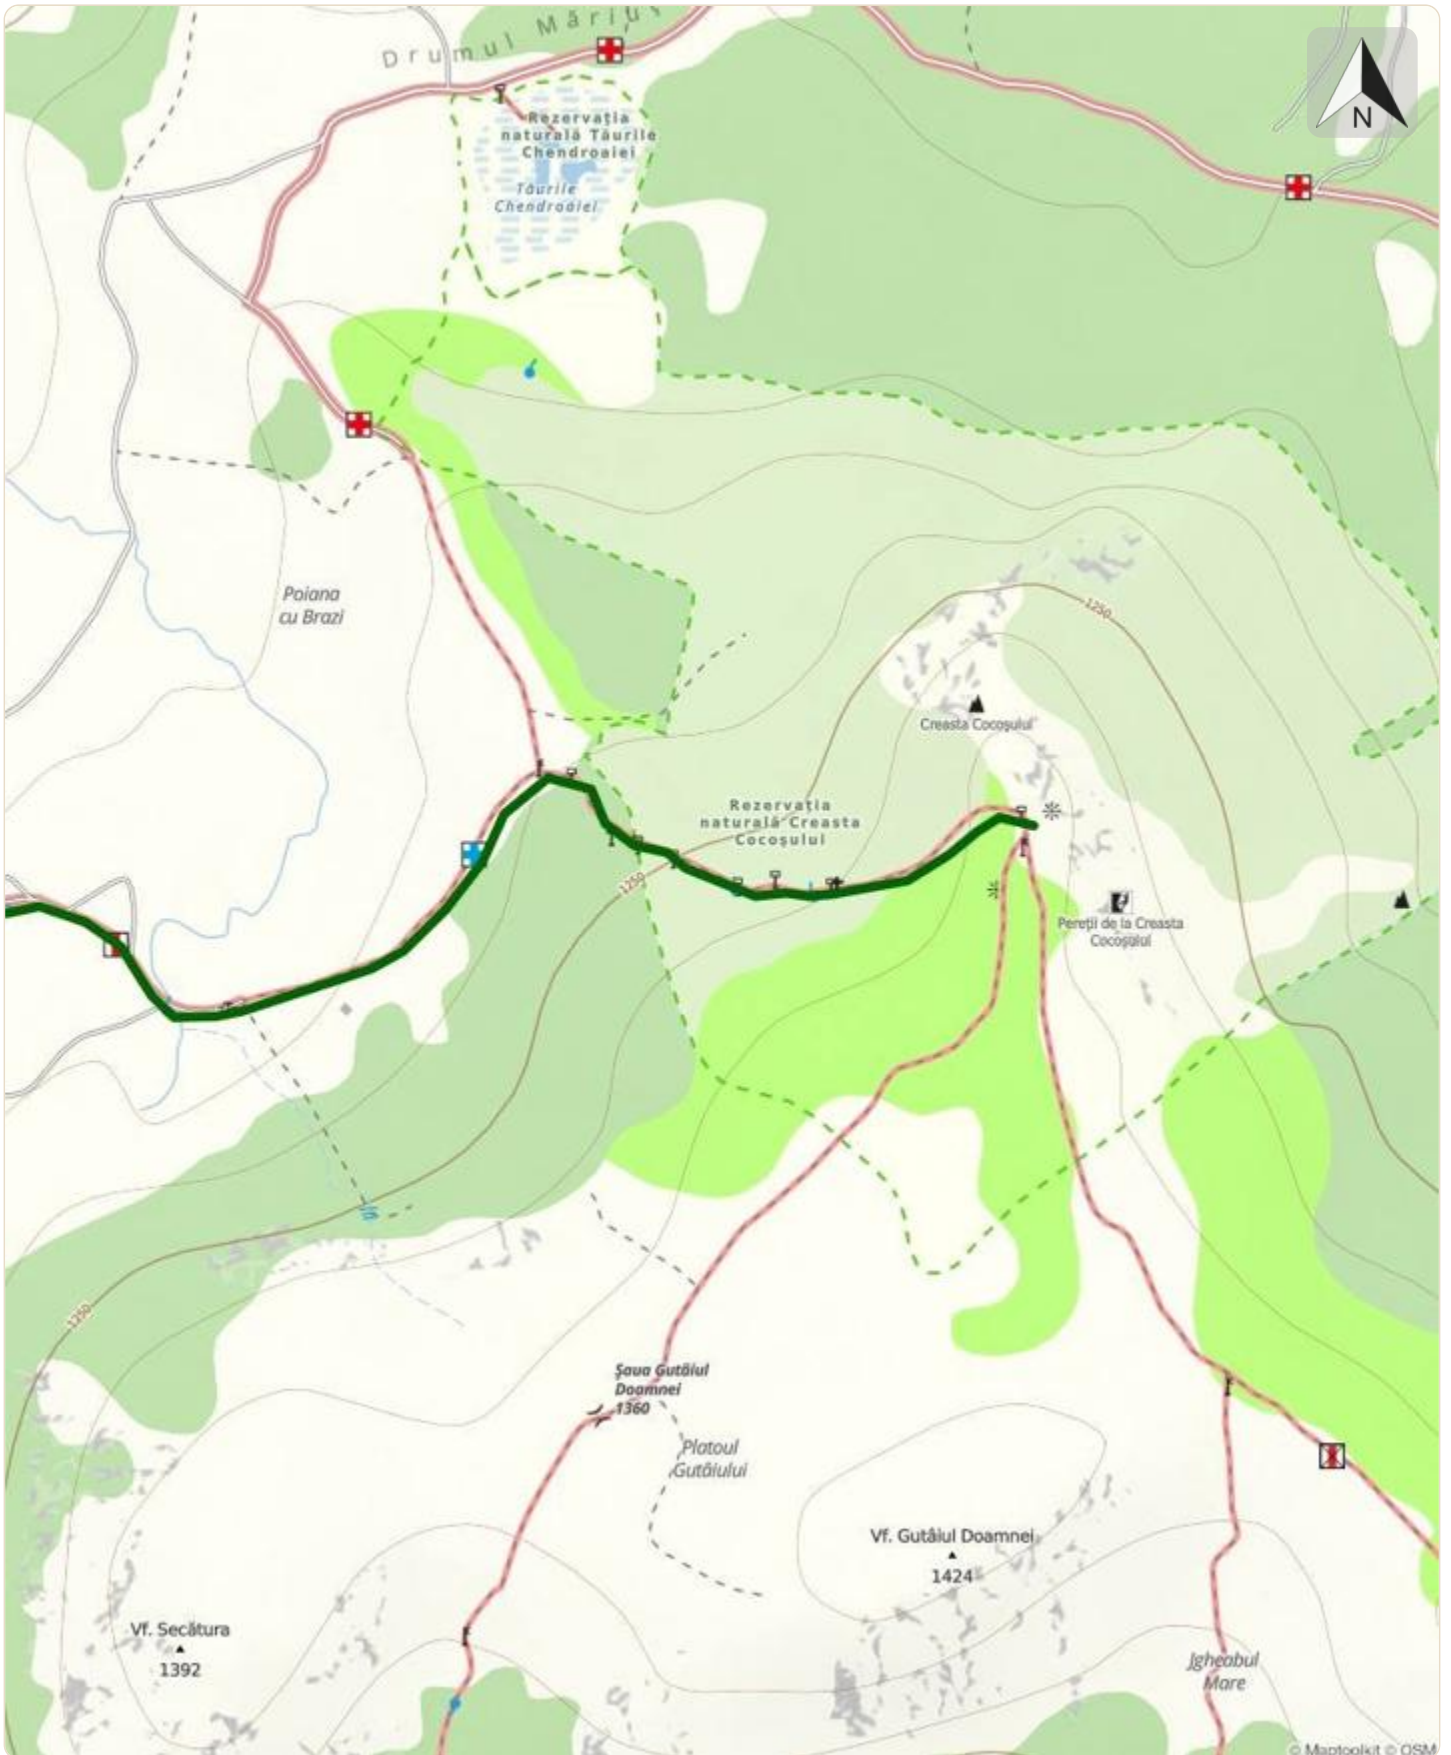 Drumul Măriuș
N
Rezervația
naturală Tăurile
Chendroaiei
Tăurile
Chendroaiei
Poiana
cu Brazi
1250
Creasta Cocoșului
Rezervația
naturală Creasta
Cocoșului
1250
Pereții de la Creasta
Cocoșului
1250
Șaua Gutâiul
Doamnei
1360
Platoul
Gutâiului
Vf. Gutâiul Doamnei
1424
Vf. Secătura
1392
Jgheabul
Mare
© Maptoolkit © OSM